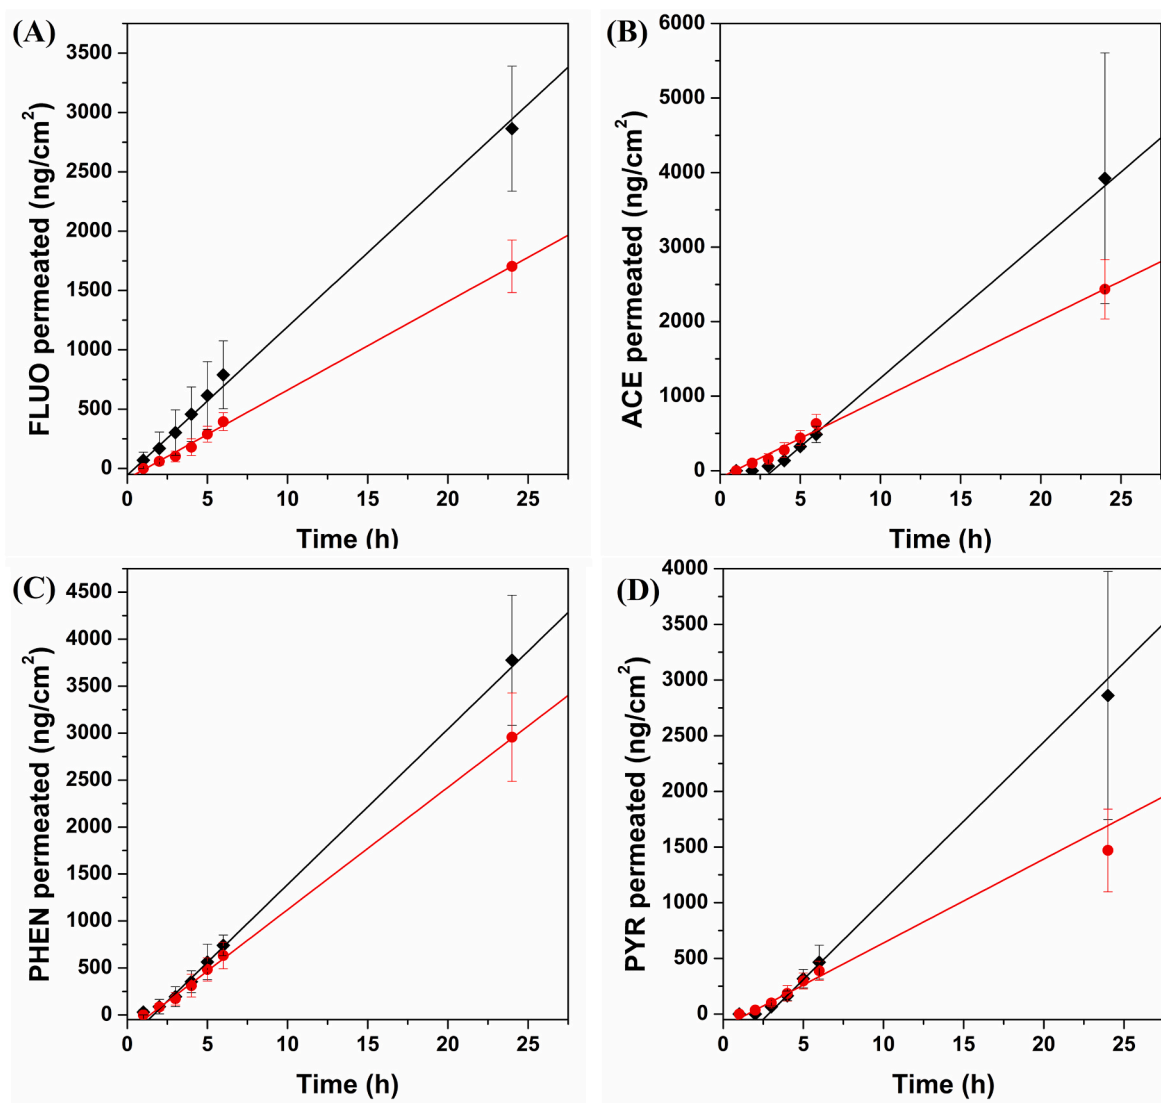 (A)
3500
3000
2500
2000
1500
1000
500
0
FLUO permeated (ng/cm²)
0 5 10 15 20 25
Time (h)
(B)
6000
5000
4000
3000
2000
1000
0
ACE permeated (ng/cm²)
0 5 10 15 20 25
Time (h)
(C)
4500
4000
3500
3000
2500
2000
1500
1000
500
0
PHEN permeated (ng/cm²)
0 5 10 15 20 25
Time (h)
(D)
4000
3500
3000
2500
2000
1500
1000
500
0
PYR permeated (ng/cm²)
0 5 10 15 20 25
Time (h)